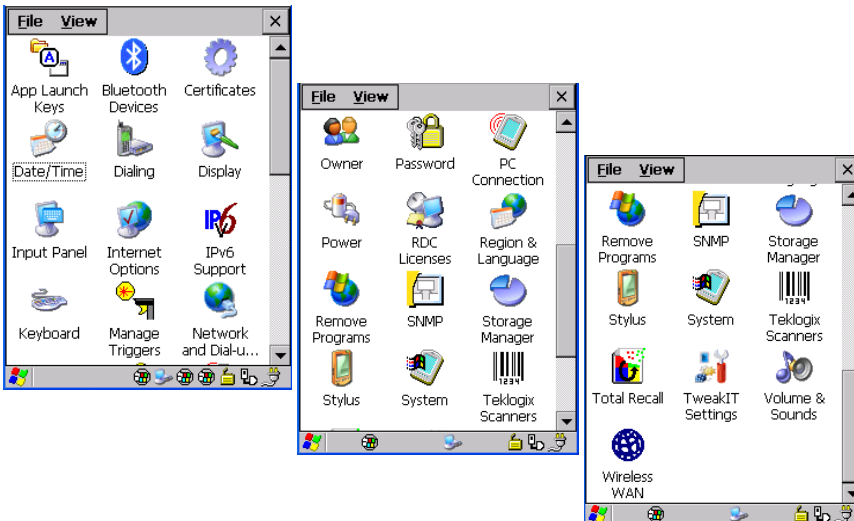 File View
App Launch
Keys
Bluetooth
Devices
Certificates
Date/Time
Dialing
Display
Input Panel
Internet
Options
IPv6
Support
Keyboard
Manage
Triggers
Network
and Dial-u...
File View
Owner
Password
PC
Connection
Power
RDC
Licenses
Region &
Language
Remove
Programs
SNMP
Storage
Manager
Stylus
System
Teklogix
Scanners
File View
Remove
Programs
SNMP
Storage
Manager
Stylus
System
Teklogix
Scanners
Total Recall
TweakIT
Settings
Volume &
Sounds
Wireless
WAN